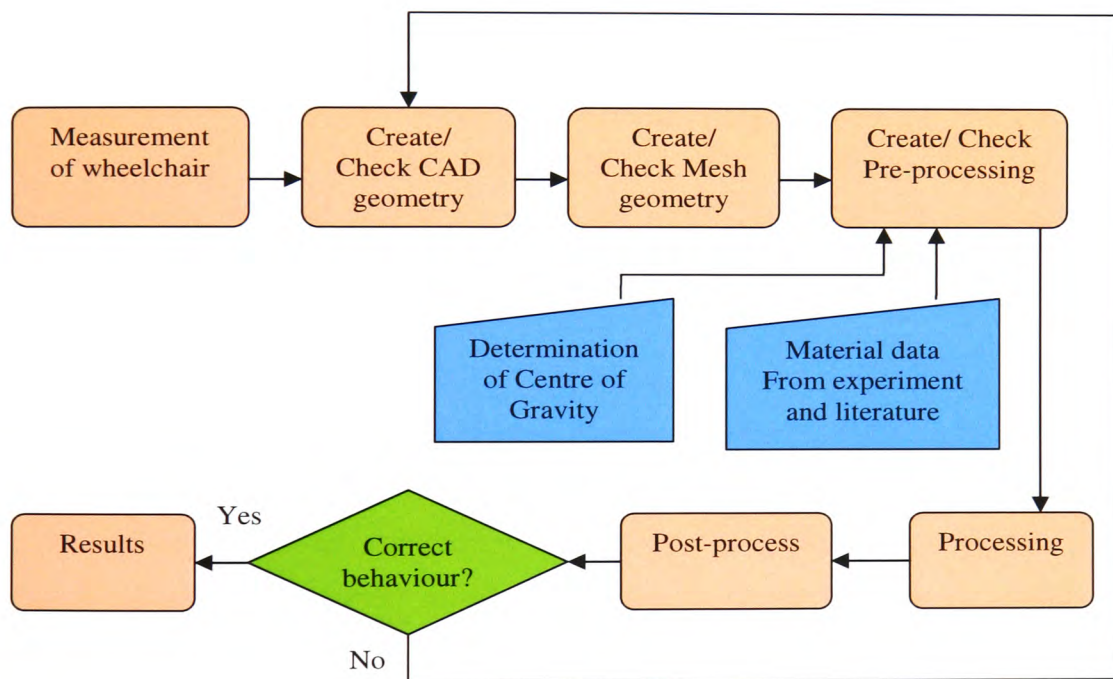 Measurement
of wheelchair
Create/
Check CAD
geometry
Create/
Check Mesh
geometry
Create/ Check
Pre-processing
Determination
of Centre of
Gravity
Material data
From experiment
and literature
Results
Yes
Correct
behaviour?
No
Post-process
Processing